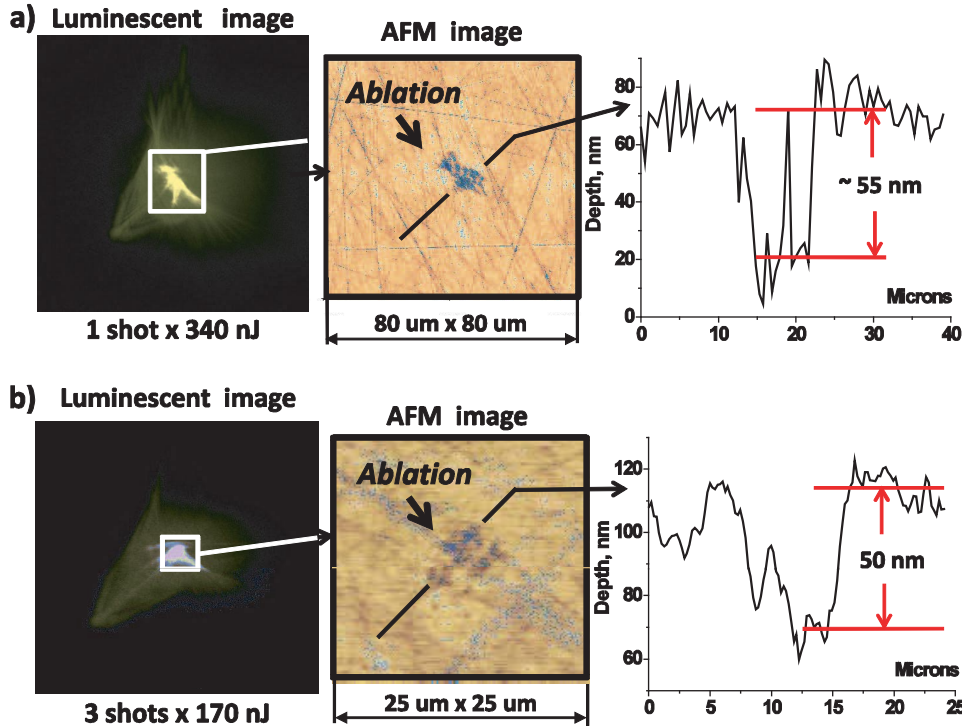 a) Luminescent image
AFM image
Ablation
1 shot x 340 nJ
80 um x 80 um
Depth, nm
80
60
40
20
0
~ 55 nm
Microns
0 10 20 30 40
b) Luminescent image
AFM image
Ablation
3 shots x 170 nJ
25 um x 25 um
Depth, nm
120
100
80
60
50 nm
Microns
0 5 10 15 20 25